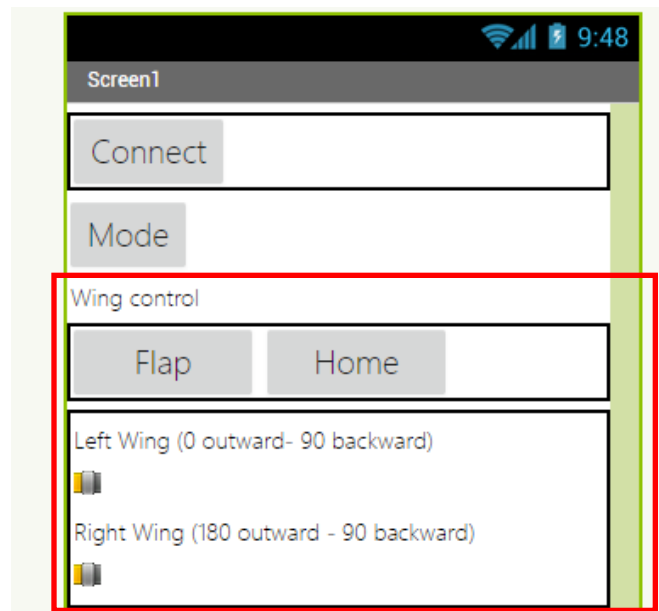 9:48
Screen1
Connect
Mode
Wing control
Flap Home
Left Wing (0 outward- 90 backward)
Right Wing (180 outward - 90 backward)